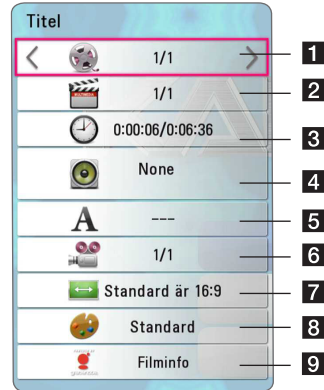 Titel
1/1
1
1/1
2
0:00:06/0:06:36
3
None
4
A
---
5
1/1
6
Standard är 16:9
7
Standard
8
Filminfo
9